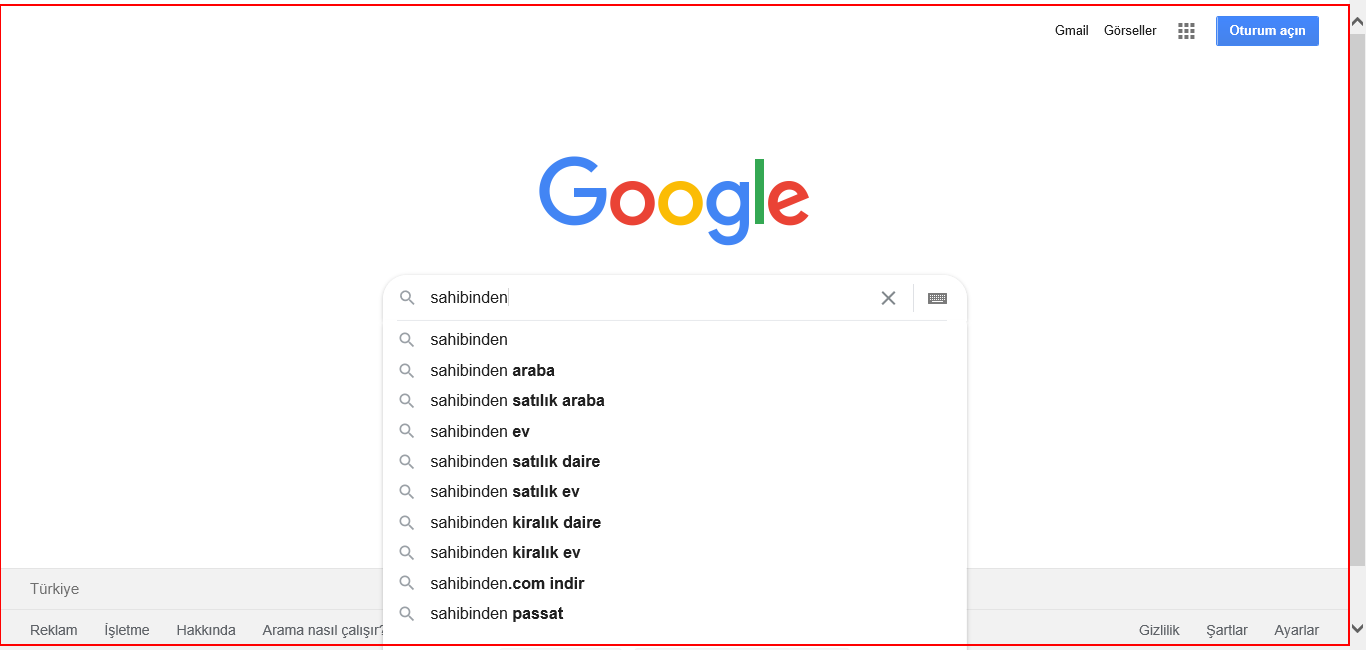 Gmail Görseller Oturum açın
Google
sahibinden
sahibinden
sahibinden araba
sahibinden satılık araba
sahibinden ev
sahibinden satılık daire
sahibinden satılık ev
sahibinden kiralık daire
sahibinden kiralık ev
sahibinden.com indir
sahibinden passat
Türkiye
Reklam İşletme Hakkında Arama nasıl çalışır? Gizlilik Şartlar Ayarlar